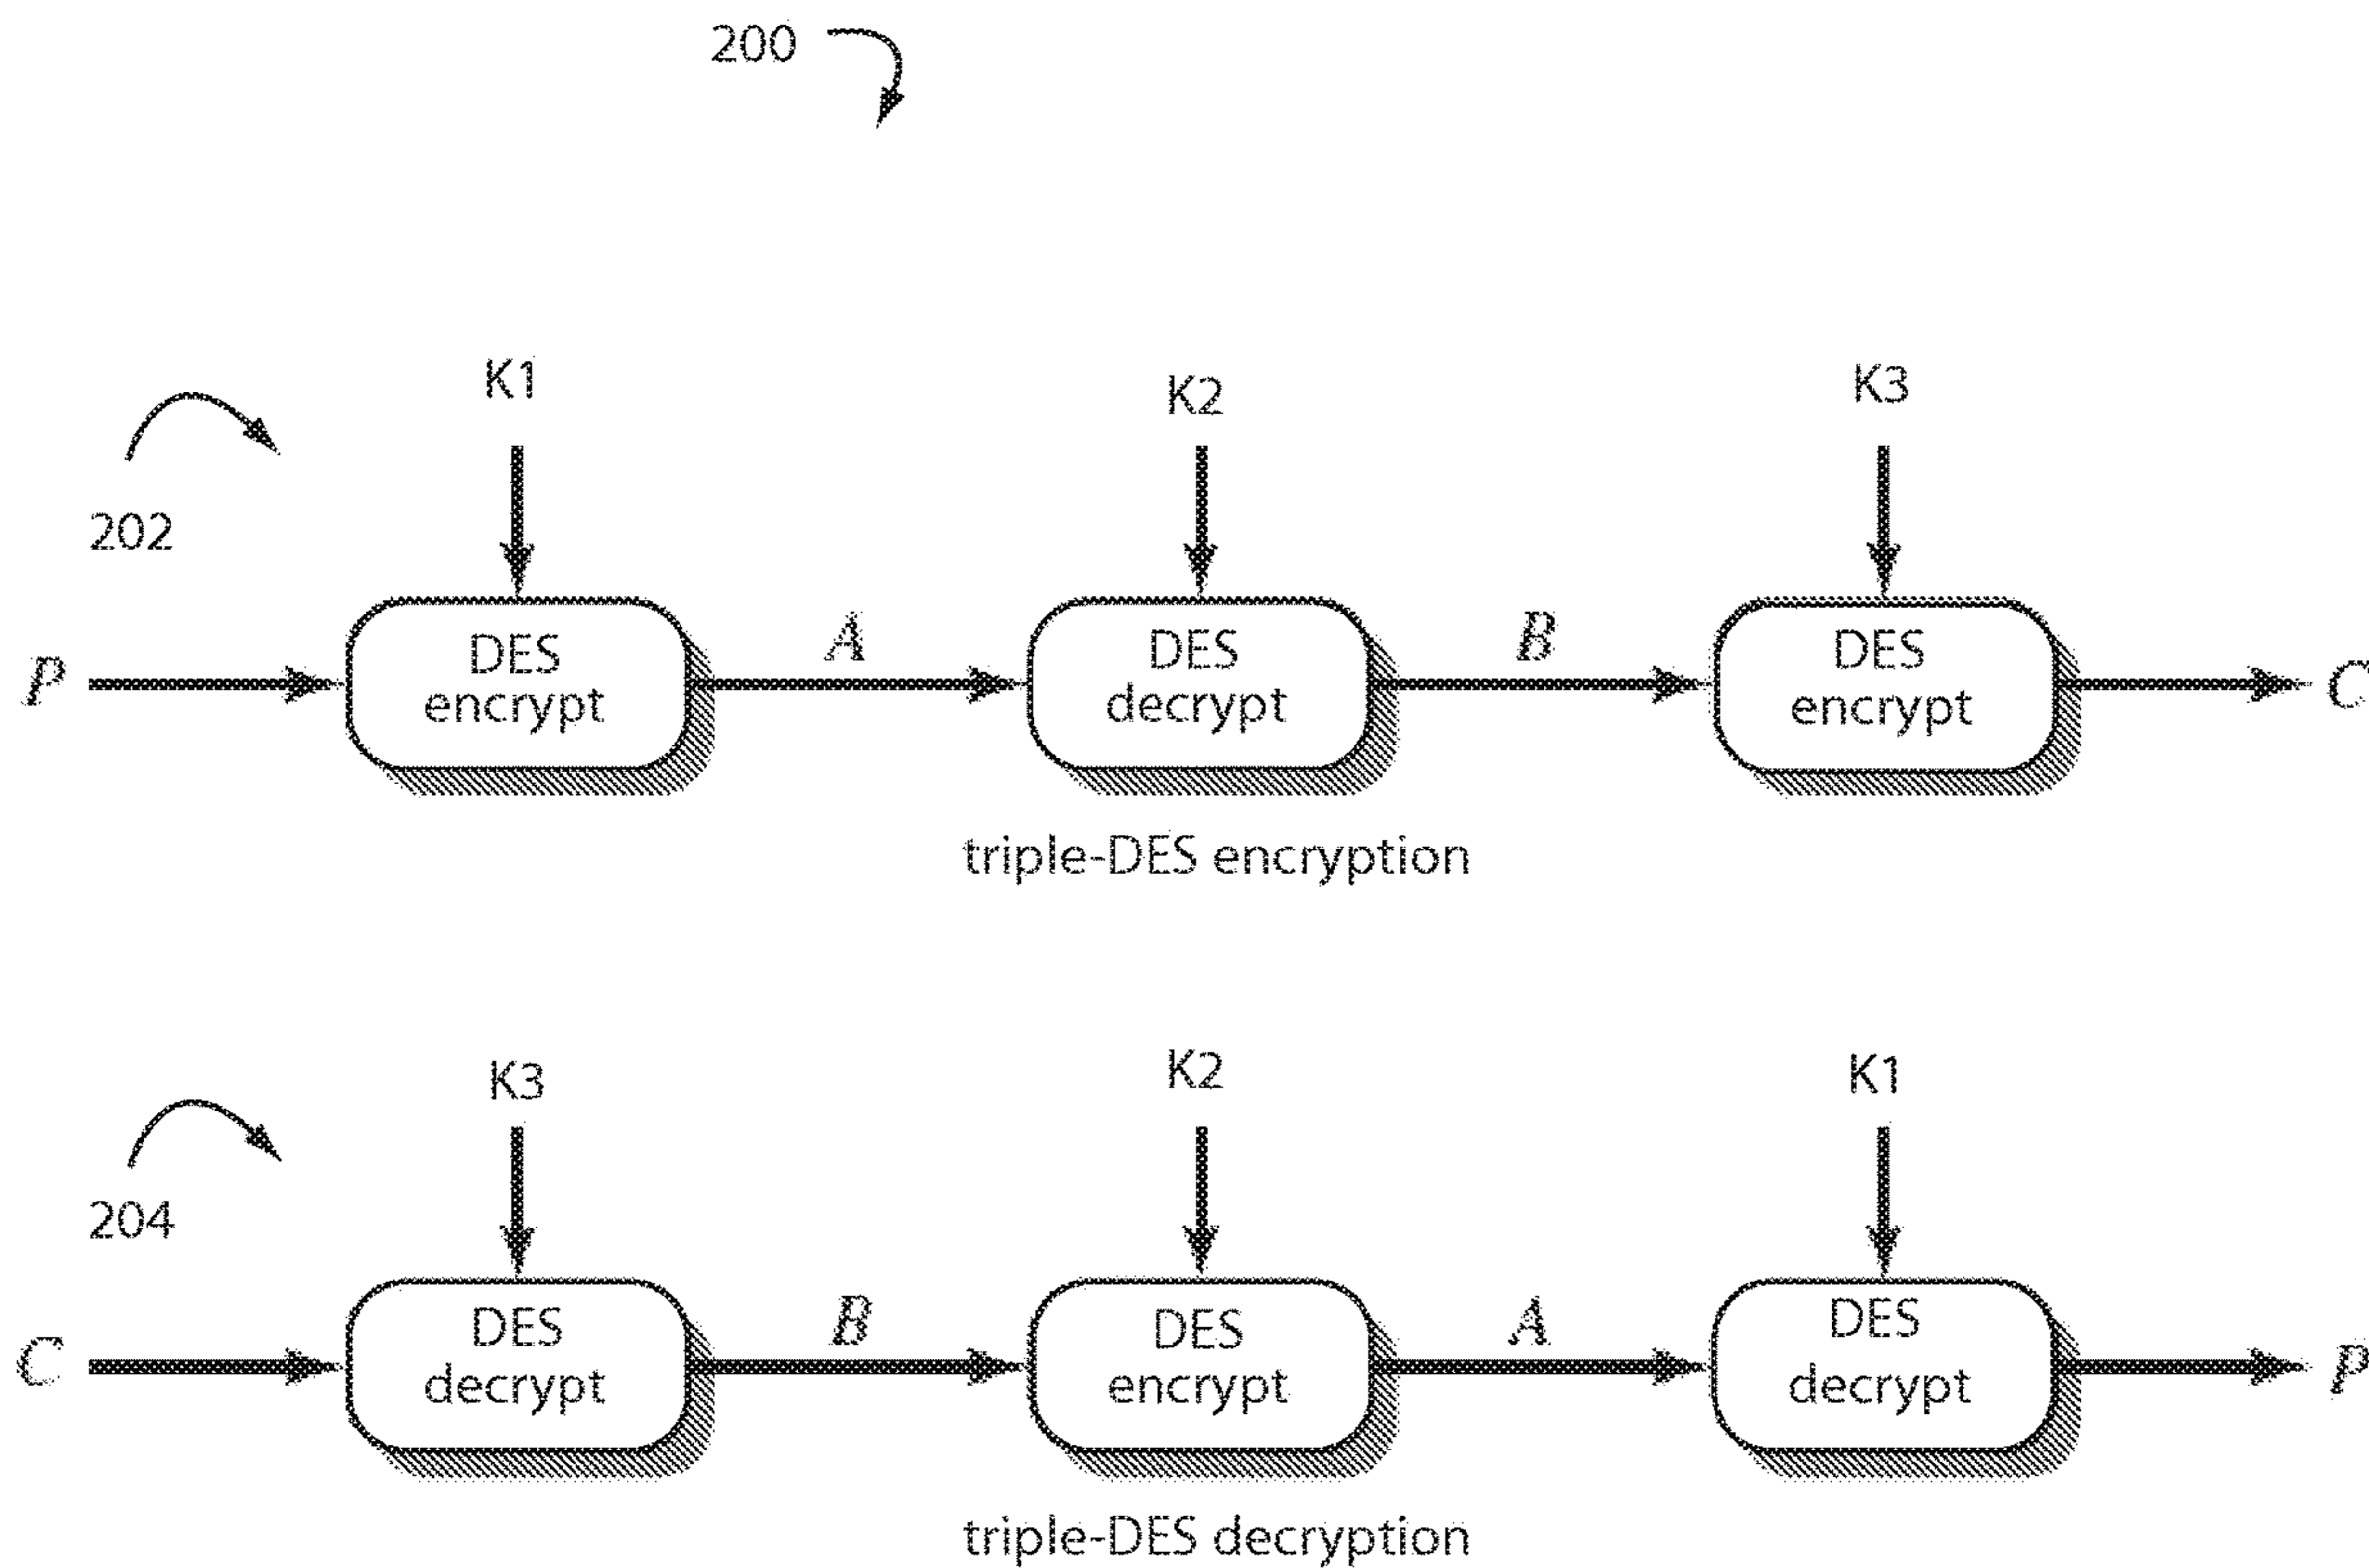 200
K1
K2
K3
202
P
DES
encrypt
A
DES
decrypt
B
DES
encrypt
C
triple-DES encryption
K3
K2
K1
204
C
DES
decrypt
B
DES
encrypt
A
DES
decrypt
P
triple-DES decryption